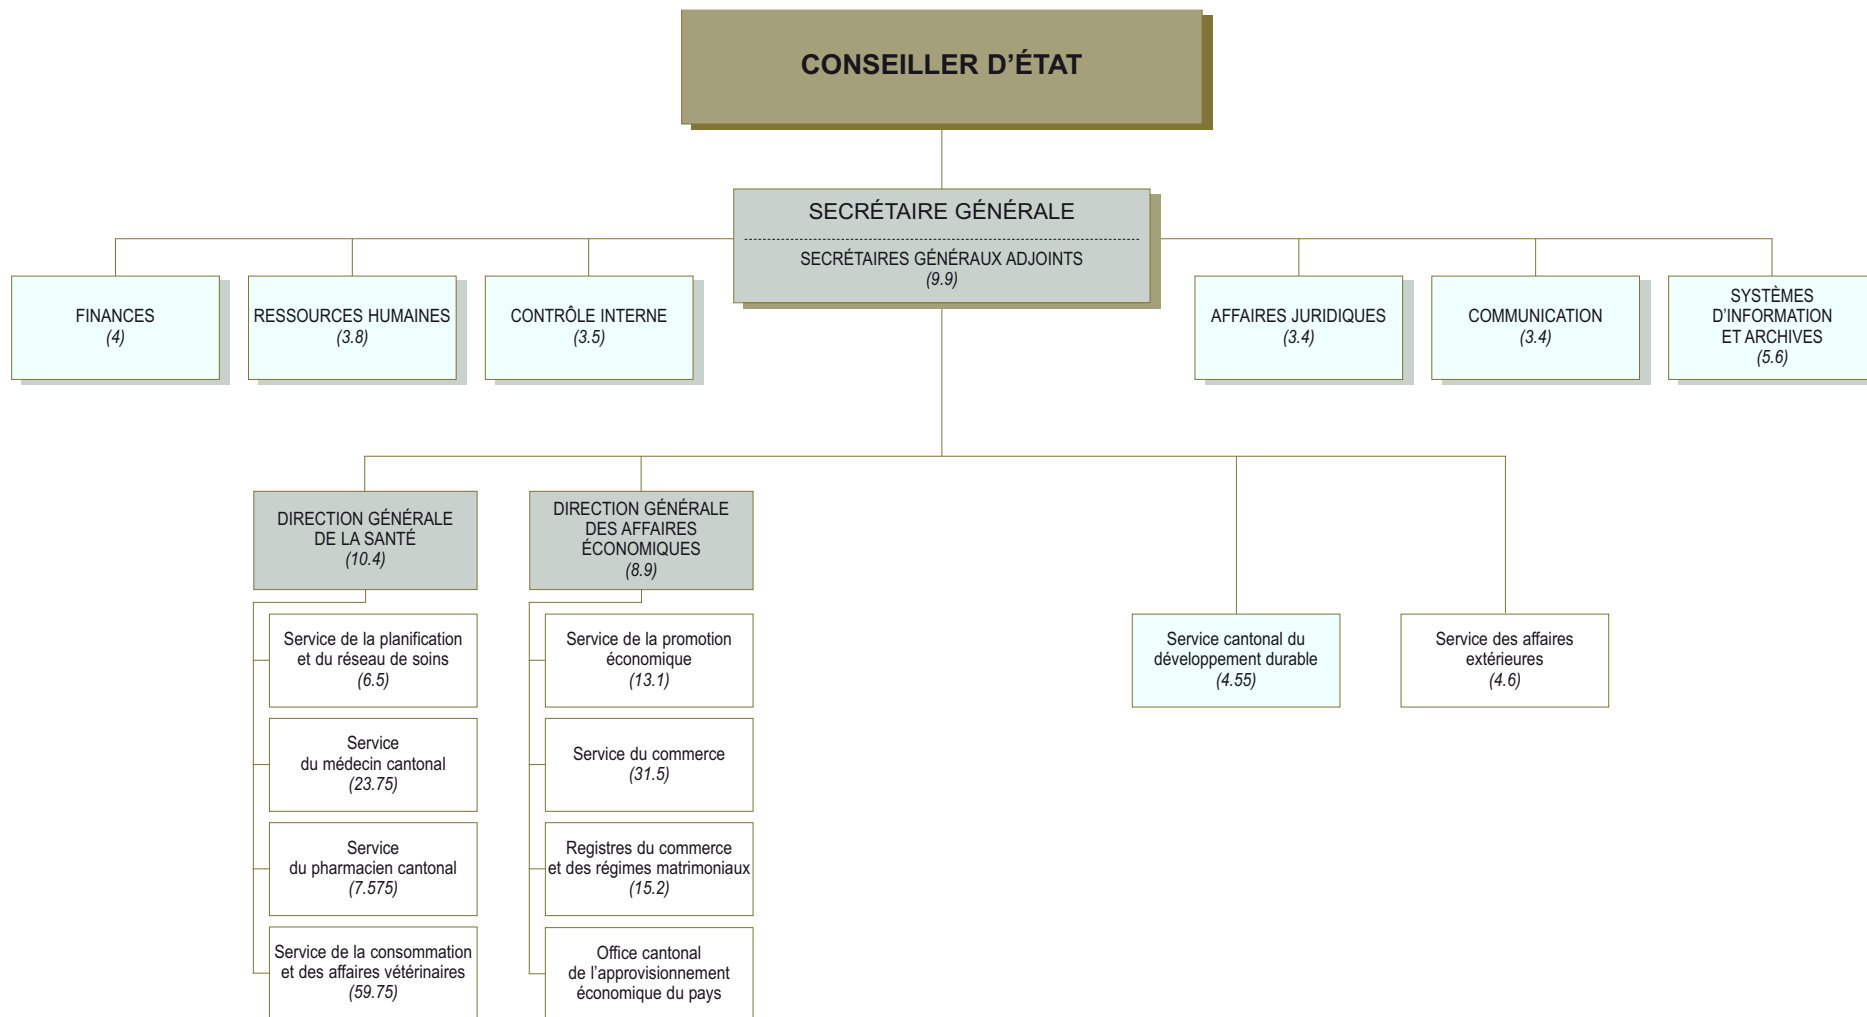 CONSEILLER D’ÉTAT
SECRÉTAIRE GÉNÉRALE
SECRÉTAIRES GÉNÉRAUX ADJOINTS
(9.9)
FINANCES
(4)
RESSOURCES HUMAINES
(3.8)
CONTRÔLE INTERNE
(3.5)
AFFAIRES JURIDIQUES
(3.4)
COMMUNICATION
(3.4)
SYSTÈMES
D’INFORMATION
ET ARCHIVES
(5.6)
DIRECTION GÉNÉRALE
DE LA SANTÉ
(10.4)
Service de la planification
et du réseau de soins
(6.5)
Service
du médecin cantonal
(23.75)
Service
du pharmacien cantonal
(7.575)
Service de la consommation
et des affaires vétérinaires
(59.75)
DIRECTION GÉNÉRALE
DES AFFAIRES
ÉCONOMIQUES
(8.9)
Service de la promotion
économique
(13.1)
Service du commerce
(31.5)
Registres du commerce
et des régimes matrimoniaux
(15.2)
Office cantonal
de l’approvisionnement
économique du pays
Service cantonal du
développement durable
(4.55)
Service des affaires
extérieures
(4.6)